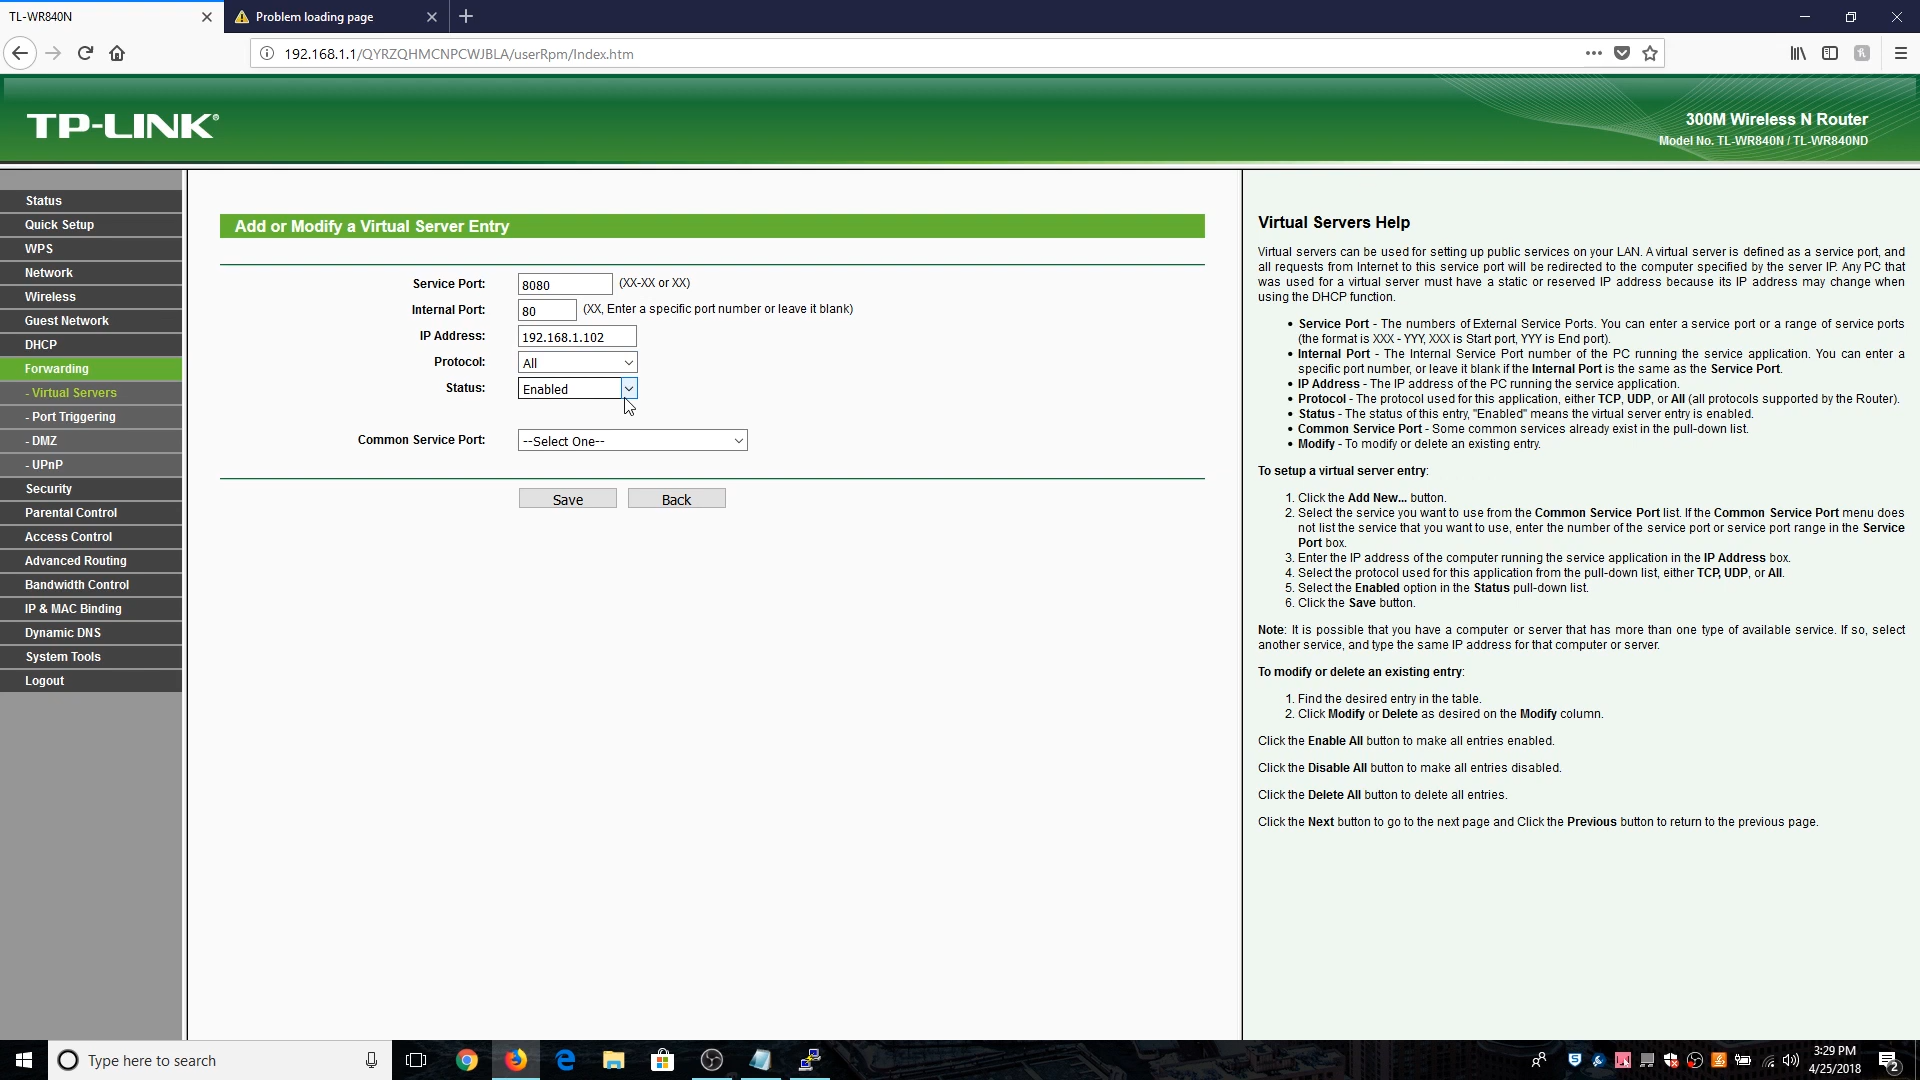 TL-WR840N
Problem loading page
192.168.1.1/QYRZQHMCNPCWJBLA/userRpm/Index.htm
TP-LINK®
300M Wireless N Router
Model No. TL-WR840N / TL-WR840ND
Status
Quick Setup
WPS
Network
Wireless
Guest Network
DHCP
Forwarding
- Virtual Servers
- Port Triggering
- DMZ
- UPnP
Security
Parental Control
Access Control
Advanced Routing
Bandwidth Control
IP & MAC Binding
Dynamic DNS
System Tools
Logout
Add or Modify a Virtual Server Entry
Service Port: 8080 (XX-XX or XX)
Internal Port: 80 (XX, Enter a specific port number or leave it blank)
IP Address: 192.168.1.102
Protocol: All
Status: Enabled
Common Service Port: --Select One--
Save Back
Virtual Servers Help
Virtual servers can be used for setting up public services on your LAN. A virtual server is defined as a service port, and
all requests from Internet to this service port will be redirected to the computer specified by the server IP. Any PC that
was used for a virtual server must have a static or reserved IP address because its IP address may change when
using the DHCP function.
• Service Port - The numbers of External Service Ports. You can enter a service port or a range of service ports
(the format is XXX - YYY, XXX is Start port, YYY is End port).
• Internal Port - The Internal Service Port number of the PC running the service application. You can enter a
specific port number, or leave it blank if the Internal Port is the same as the Service Port.
• IP Address - The IP address of the PC running the service application.
• Protocol - The protocol used for this application, either TCP, UDP, or All (all protocols supported by the Router).
• Status - The status of this entry, "Enabled" means the virtual server entry is enabled.
• Common Service Port - Some common services already exist in the pull-down list.
• Modify - To modify or delete an existing entry.
To setup a virtual server entry:
1. Click the Add New... button.
2. Select the service you want to use from the Common Service Port list. If the Common Service Port menu does
not list the service that you want to use, enter the number of the service port or service port range in the Service
Port box.
3. Enter the IP address of the computer running the service application in the IP Address box.
4. Select the protocol used for this application from the pull-down list, either TCP, UDP, or All.
5. Select the Enabled option in the Status pull-down list.
6. Click the Save button.
Note: It is possible that you have a computer or server that has more than one type of available service. If so, select
another service, and type the same IP address for that computer or server.
To modify or delete an existing entry:
1. Find the desired entry in the table.
2. Click Modify or Delete as desired on the Modify column.
Click the Enable All button to make all entries enabled.
Click the Disable All button to make all entries disabled.
Click the Delete All button to delete all entries.
Click the Next button to go to the next page and Click the Previous button to return to the previous page.
Type here to search
3:29 PM
4/25/2018
2